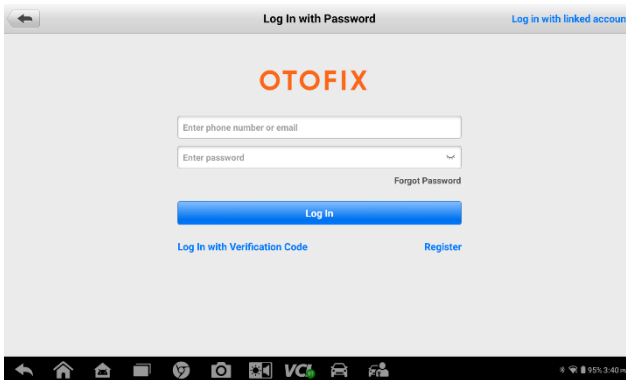 Log In with Password
Log in with linked accoun
OTOFIX
Enter phone number or email
Enter password
Forgot Password
Log In
Log In with Verification Code
Register
VCI
95% 3:40 PM